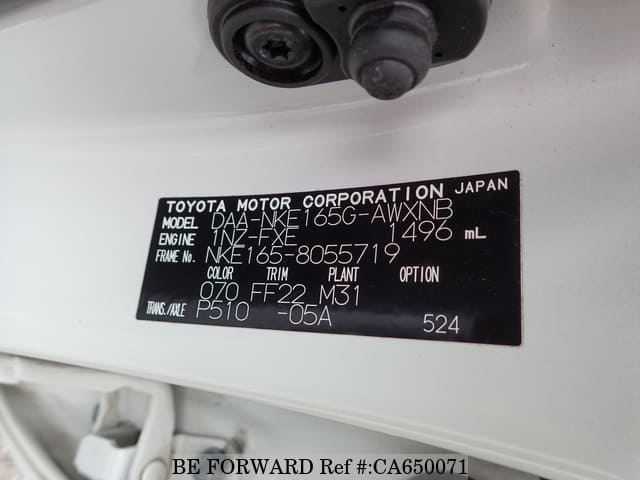 TOYOTA MOTOR CORPORATION JAPAN
MODEL DAA-NKE165G-AWXNB
ENGINE 1NZ-FXE 1496 mL
FRAME No. NKE165-8055719
COLOR TRIM PLANT OPTION
070 FF22 M31
TRANS./AXLE P510 -05A 524
BE FORWARD Ref #:CA650071